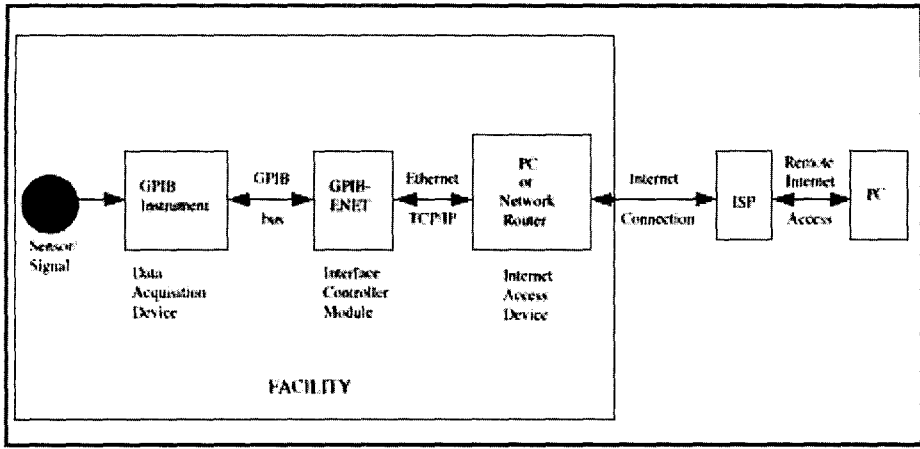 Sensor/
Signal
GPIB
Instrument
Data
Acquisition
Device
GPIB
bus
GPIB-
ENET
Interface
Controller
Module
Ethernet
TCP/IP
PC
or
Network
Router
Internet
Access
Device
Internet
Connection
ISP
Remote
Internet
Access
PC
FACILITY